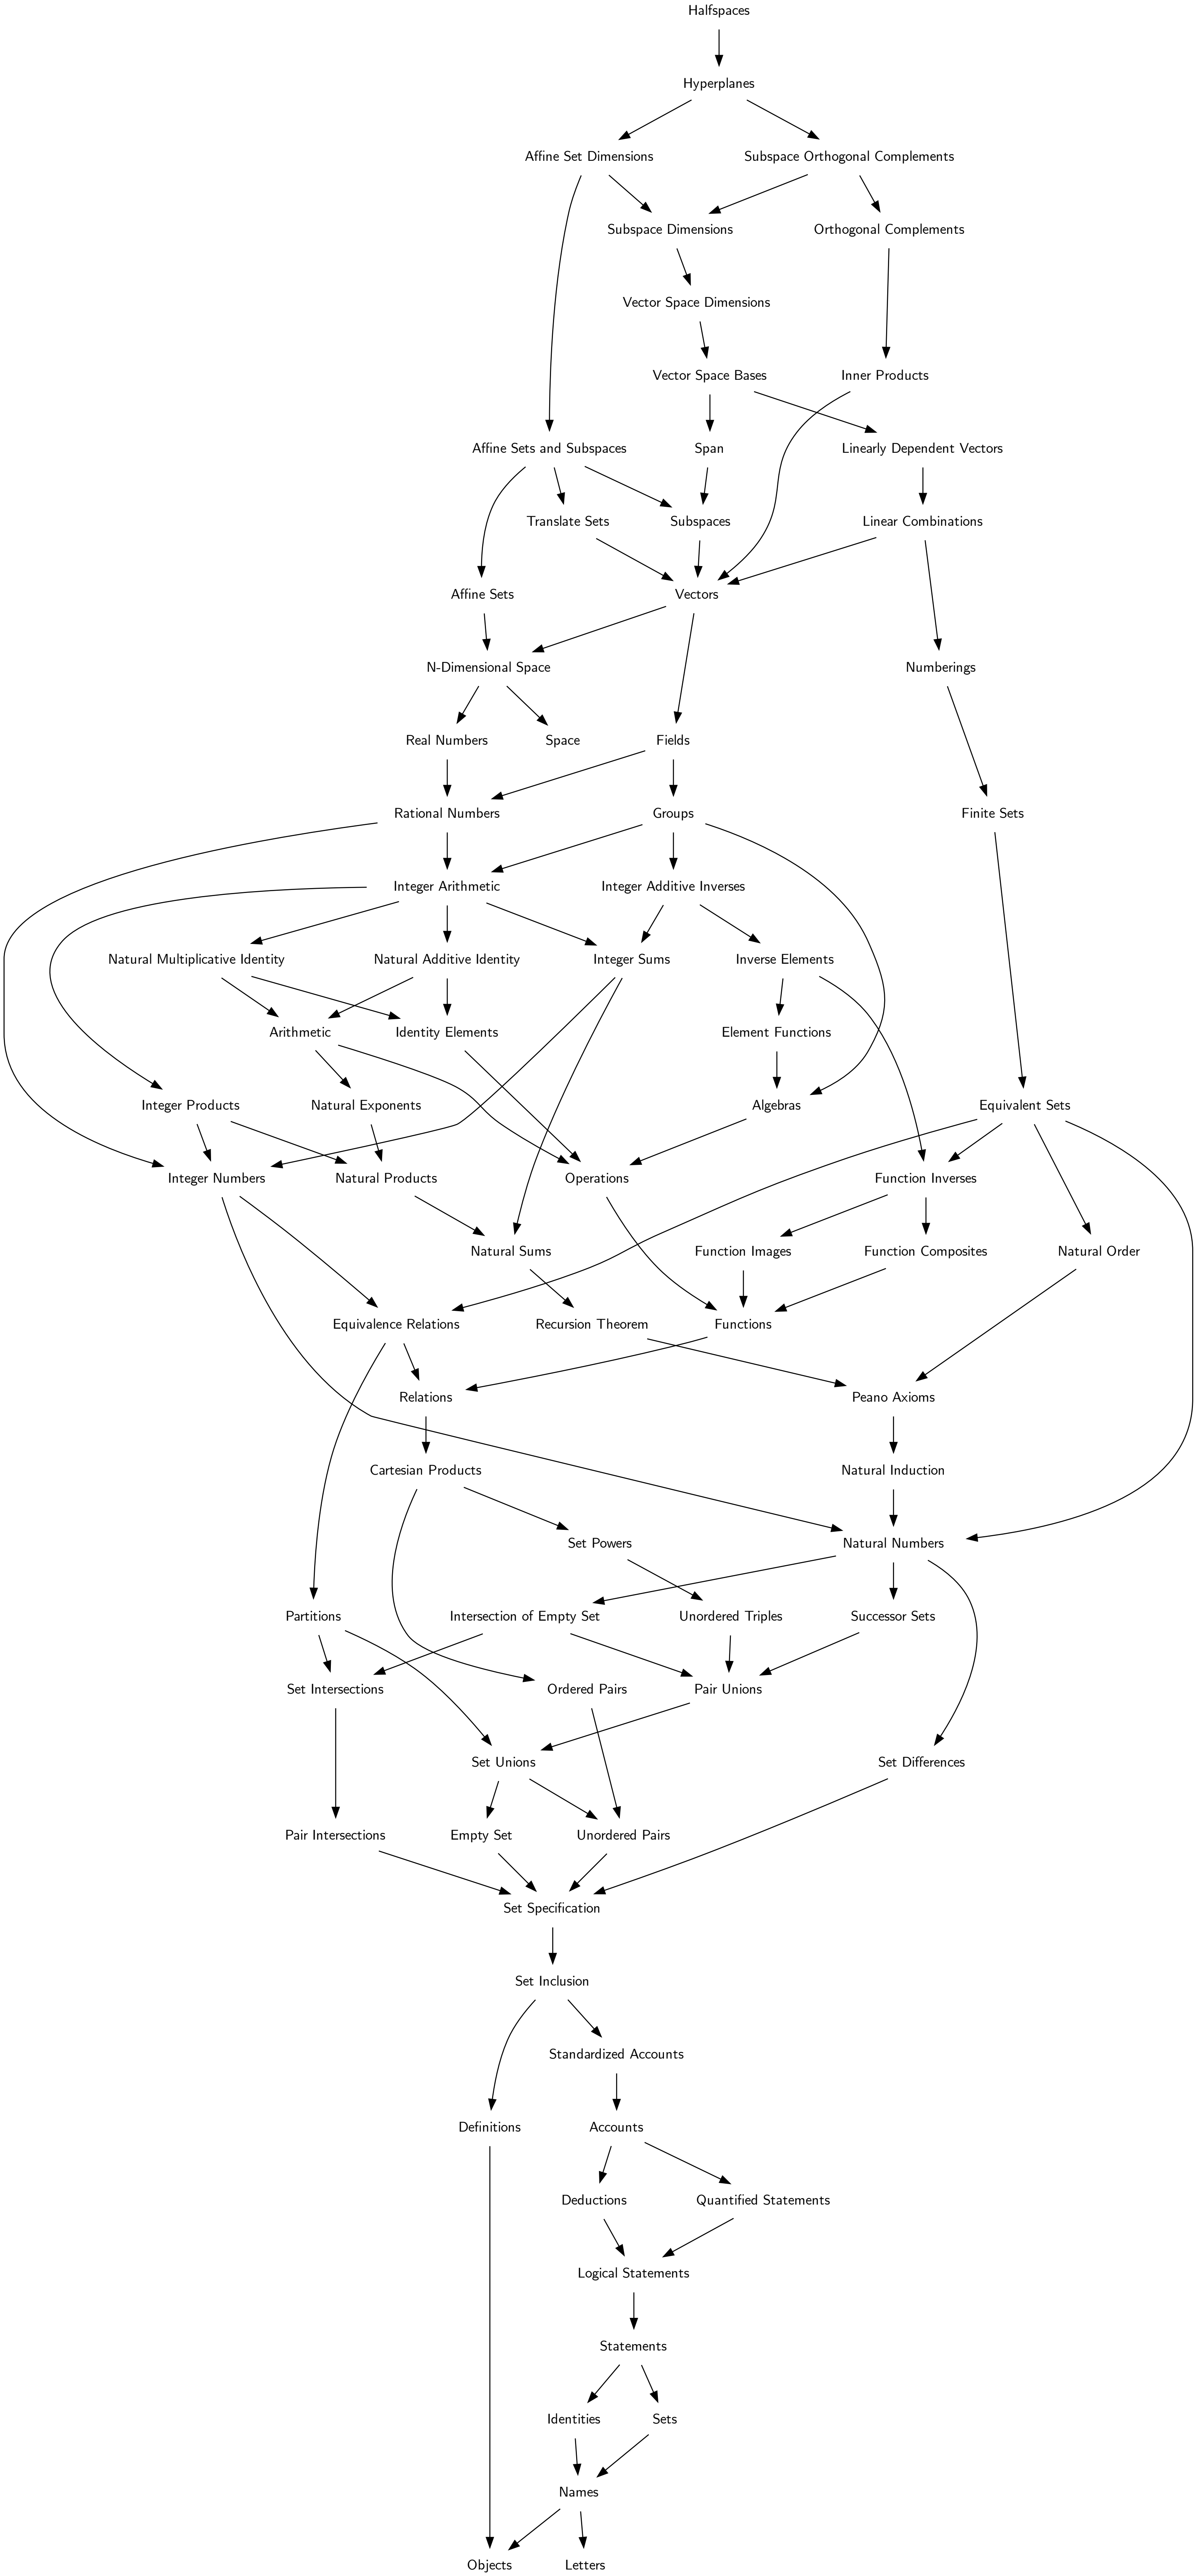 Halfspaces
Hyperplanes
Affine Set Dimensions
Subspace Orthogonal Complements
Subspace Dimensions
Orthogonal Complements
Vector Space Dimensions
Vector Space Bases
Inner Products
Affine Sets and Subspaces
Span
Linearly Dependent Vectors
Translate Sets
Subspaces
Linear Combinations
Affine Sets
Vectors
N-Dimensional Space
Numberings
Real Numbers
Space
Fields
Rational Numbers
Groups
Finite Sets
Integer Arithmetic
Integer Additive Inverses
Natural Multiplicative Identity
Natural Additive Identity
Integer Sums
Inverse Elements
Arithmetic
Identity Elements
Element Functions
Integer Products
Natural Exponents
Algebras
Equivalent Sets
Integer Numbers
Natural Products
Operations
Function Inverses
Natural Sums
Function Images
Function Composites
Natural Order
Equivalence Relations
Recursion Theorem
Functions
Relations
Peano Axioms
Cartesian Products
Natural Induction
Set Powers
Natural Numbers
Partitions
Intersection of Empty Set
Unordered Triples
Successor Sets
Set Intersections
Ordered Pairs
Pair Unions
Set Unions
Set Differences
Pair Intersections
Empty Set
Unordered Pairs
Set Specification
Set Inclusion
Standardized Accounts
Definitions
Accounts
Deductions
Quantified Statements
Logical Statements
Statements
Identities
Sets
Names
Objects
Letters